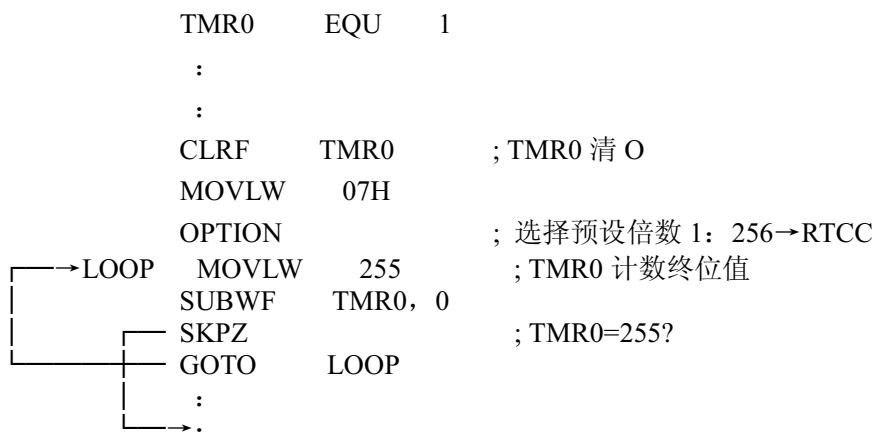 TMR0 EQU 1
：
：
CLRF TMR0 ; TMR0 清 O
MOVLW 07H
OPTION ; 选择预设倍数 1：256→RTCC
LOOP MOVLW 255 ; TMR0 计数终位值
SUBWF TMR0，0
SKPZ ; TMR0=255?
GOTO LOOP
：
：